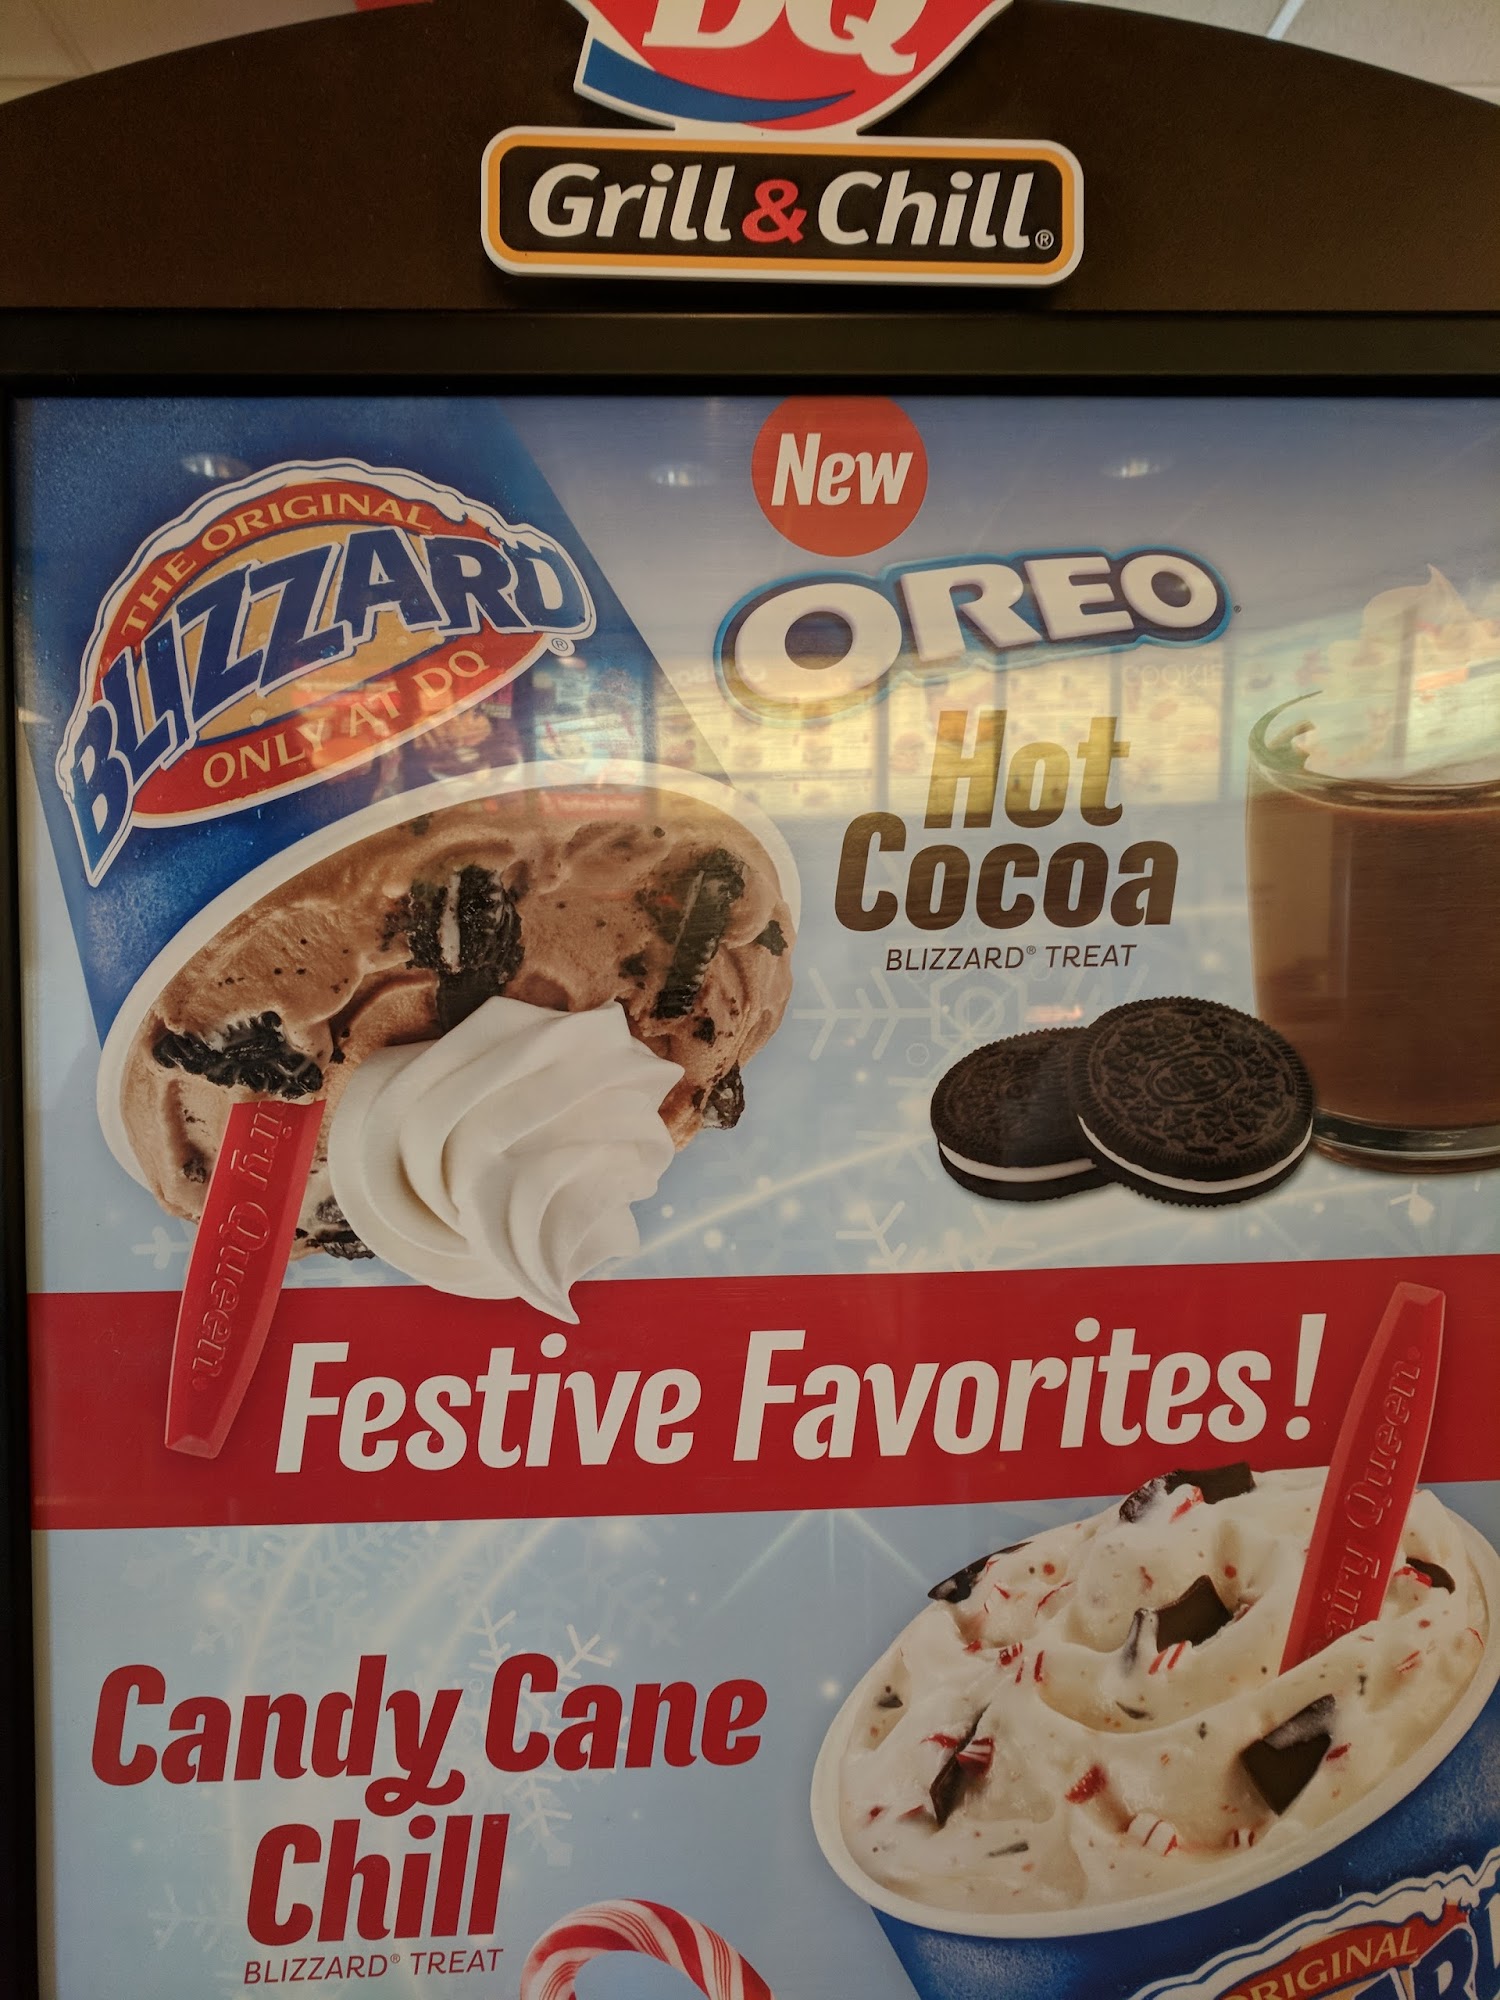 DQ
Grill & Chill®
New
THE ORIGINAL
BLIZZARD®
ONLY AT DQ®
OREO
Hot
Cocoa
BLIZZARD® TREAT
OREO
Dairy Queen
Festive Favorites!
Dairy Queen
Candy Cane
Chill
BLIZZARD® TREAT
ORIGINAL